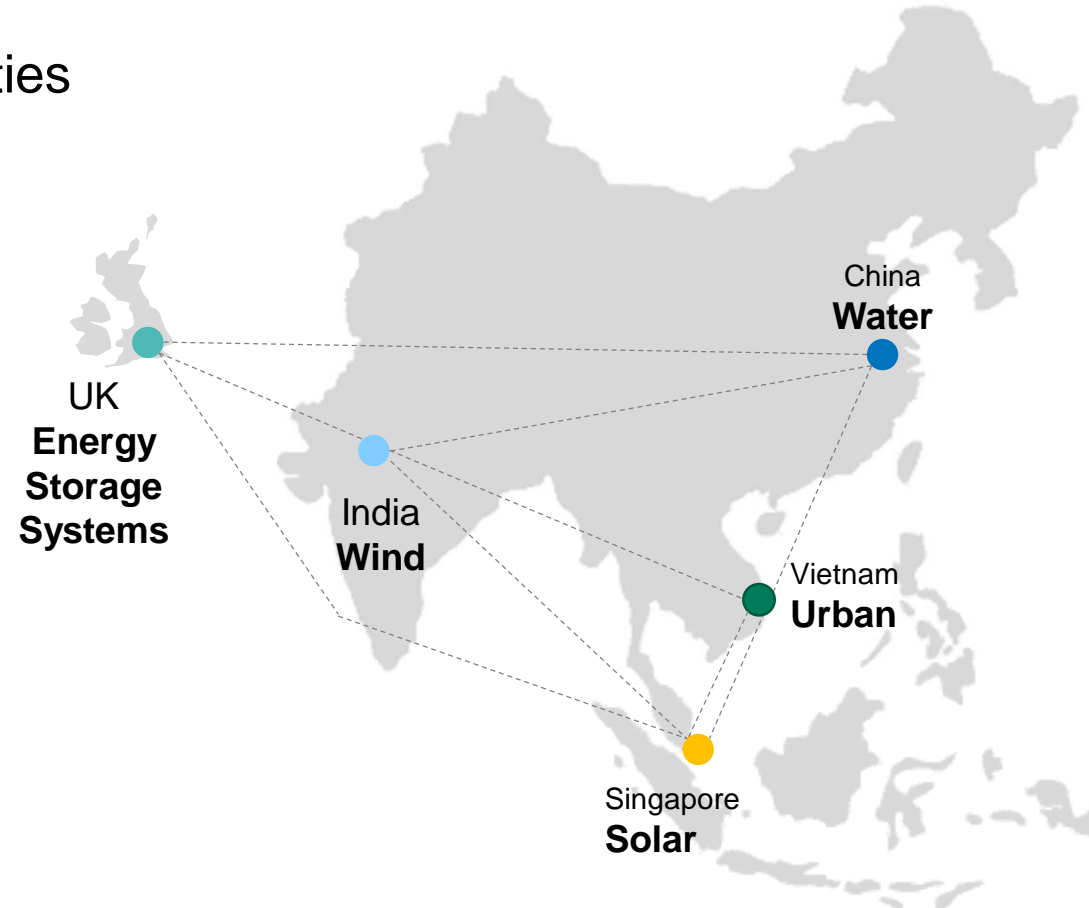 ties
China
Water
UK
Energy
Storage
Systems
India
Wind
Vietnam
Urban
Singapore
Solar